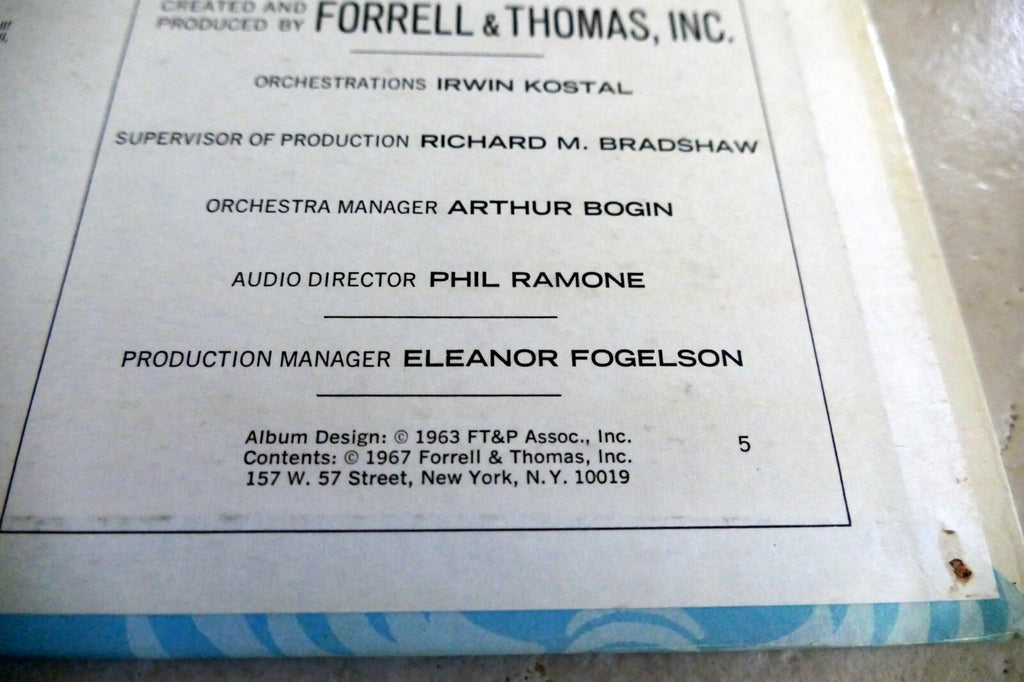 CREATED AND
PRODUCED BY FORRELL & THOMAS, INC.
ORCHESTRATIONS IRWIN KOSTAL
SUPERVISOR OF PRODUCTION RICHARD M. BRADSHAW
ORCHESTRA MANAGER ARTHUR BOGIN
AUDIO DIRECTOR PHIL RAMONE
PRODUCTION MANAGER ELEANOR FOGELSON
Album Design: © 1963 FT&P Assoc., Inc.
Contents: © 1967 Forrell & Thomas, Inc.
157 W. 57 Street, New York, N.Y. 10019
5